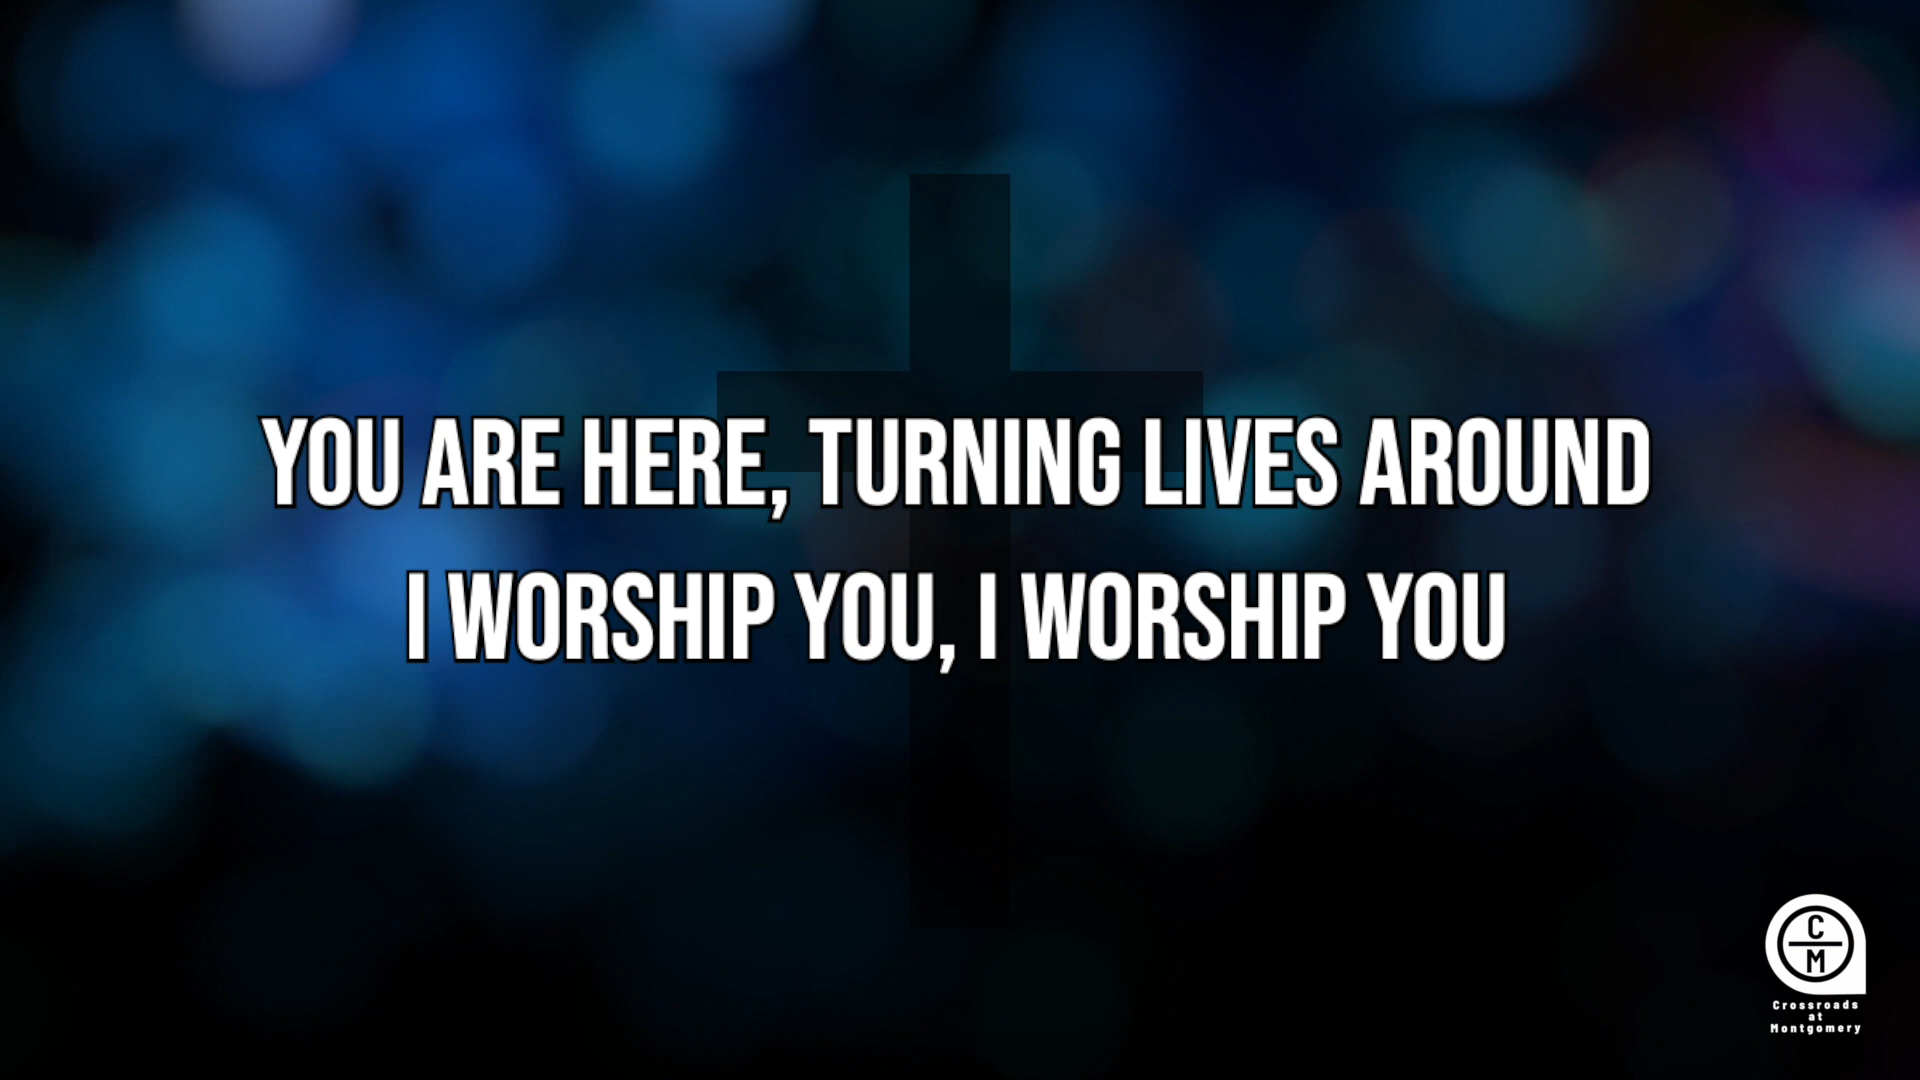 YOU ARE HERE, TURNING LIVES AROUND
I WORSHIP YOU, I WORSHIP YOU
C
M
Crossroads
at
Montgomery